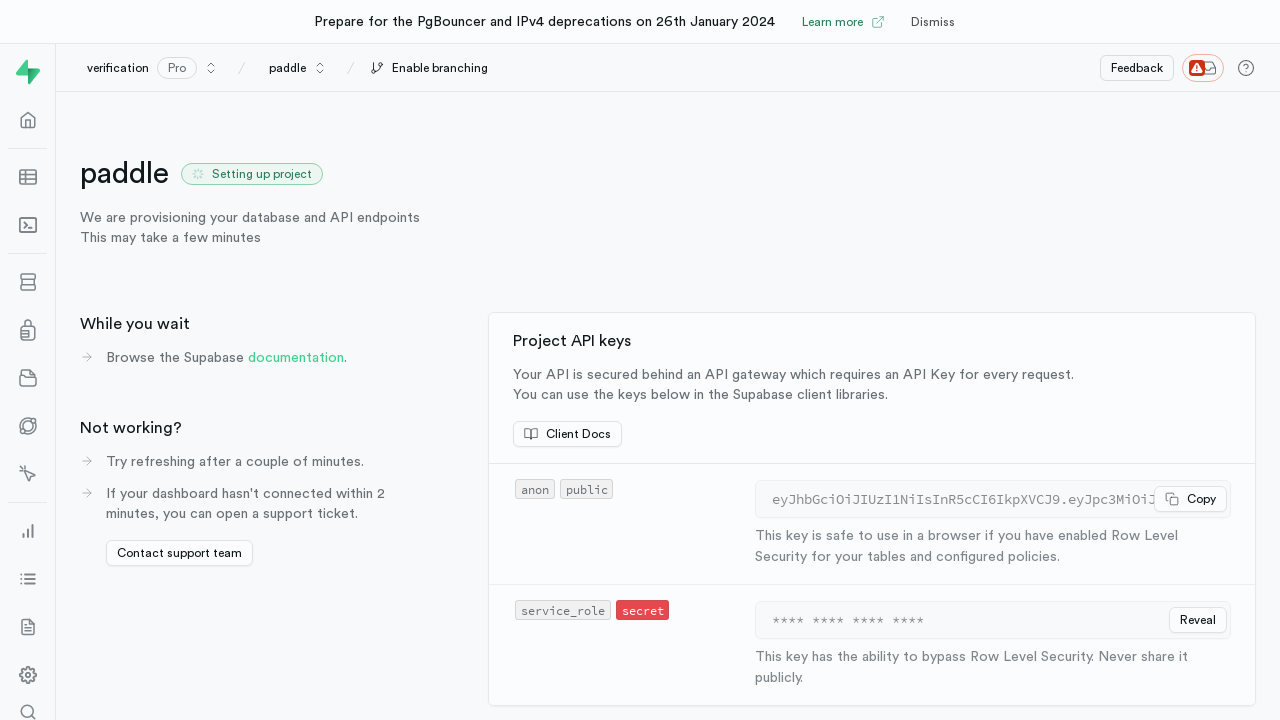 Prepare for the PgBouncer and IPv4 deprecations on 26th January 2024 Learn more Dismiss
verification Pro / paddle / Enable branching Feedback
paddle Setting up project
We are provisioning your database and API endpoints
This may take a few minutes
While you wait
Browse the Supabase documentation.
Not working?
Try refreshing after a couple of minutes.
If your dashboard hasn't connected within 2
minutes, you can open a support ticket.
Contact support team
Project API keys
Your API is secured behind an API gateway which requires an API Key for every request.
You can use the keys below in the Supabase client libraries.
Client Docs
anon public
eyJhbGciOiJIUzI1NiIsInR5cCI6IkpXVCJ9.eyJpc3MiOiJ Copy
This key is safe to use in a browser if you have enabled Row Level
Security for your tables and configured policies.
service_role secret
**** **** **** **** Reveal
This key has the ability to bypass Row Level Security. Never share it
publicly.